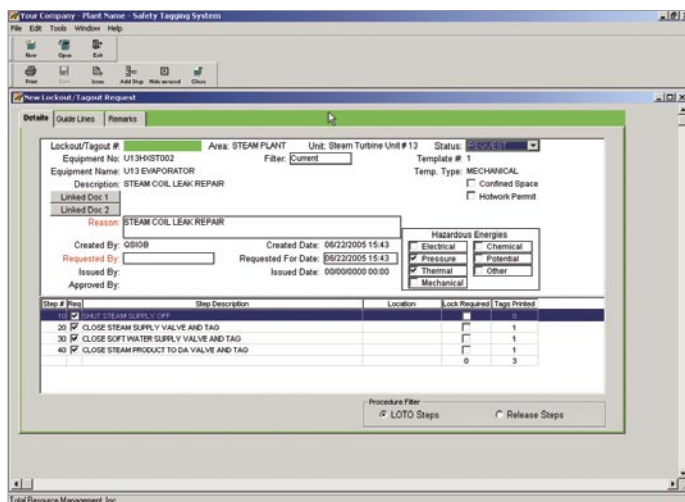 Your Company - Plant Name - Safety Tagging System
File Edit Tools Window Help
New Open Exit
Print Save Issue Add Step Hide unused Close
New Lockout/Tagout Request
Details Guide Lines Remarks
Lockout/Tagout #: Area: STEAM PLANT Unit: Steam Turbine Unit # 13 Status: REQUEST
Equipment No: U13HXST002 Filter: Current Template #: 1
Equipment Name: U13 EVAPORATOR Temp. Type: MECHANICAL
Description: STEAM COIL LEAK REPAIR Confined Space
Linked Doc 1 Hotwork Permit
Linked Doc 2
Reason: STEAM COIL LEAK REPAIR
Hazardous Energies
Created By: QSIGB Created Date: 06/22/2005 15:43 Electrical Chemical
Requested By: Requested For Date: 06/22/2005 15:43 Pressure Potential
Issued By: Issued Date: 00/00/0000 00:00 Thermal Other
Approved By: Mechanical
Step # Req Step Description Location Lock Required Tags Printed
10 SHUT STEAM SUPPLY OFF 0
20 CLOSE STEAM SUPPLY VALVE AND TAG 1
30 CLOSE SOFT WATER SUPPLY VALVE AND TAG 1
40 CLOSE STEAM PRODUCT TO DA VALVE AND TAG 1
0 3
Procedure Filter
LOTO Steps Release Steps
Total Resource Management, Inc.